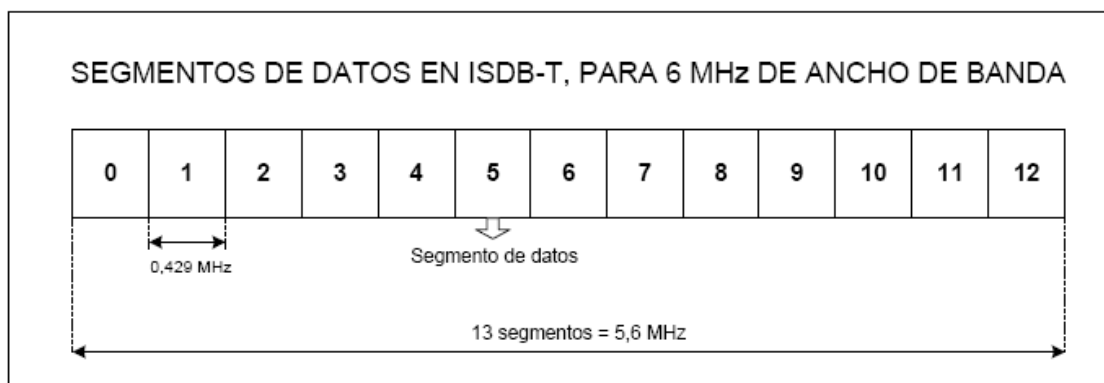 SEGMENTOS DE DATOS EN ISDB-T, PARA 6 MHz DE ANCHO DE BANDA
0 1 2 3 4 5 6 7 8 9 10 11 12
0,429 MHz
Segmento de datos
13 segmentos = 5,6 MHz